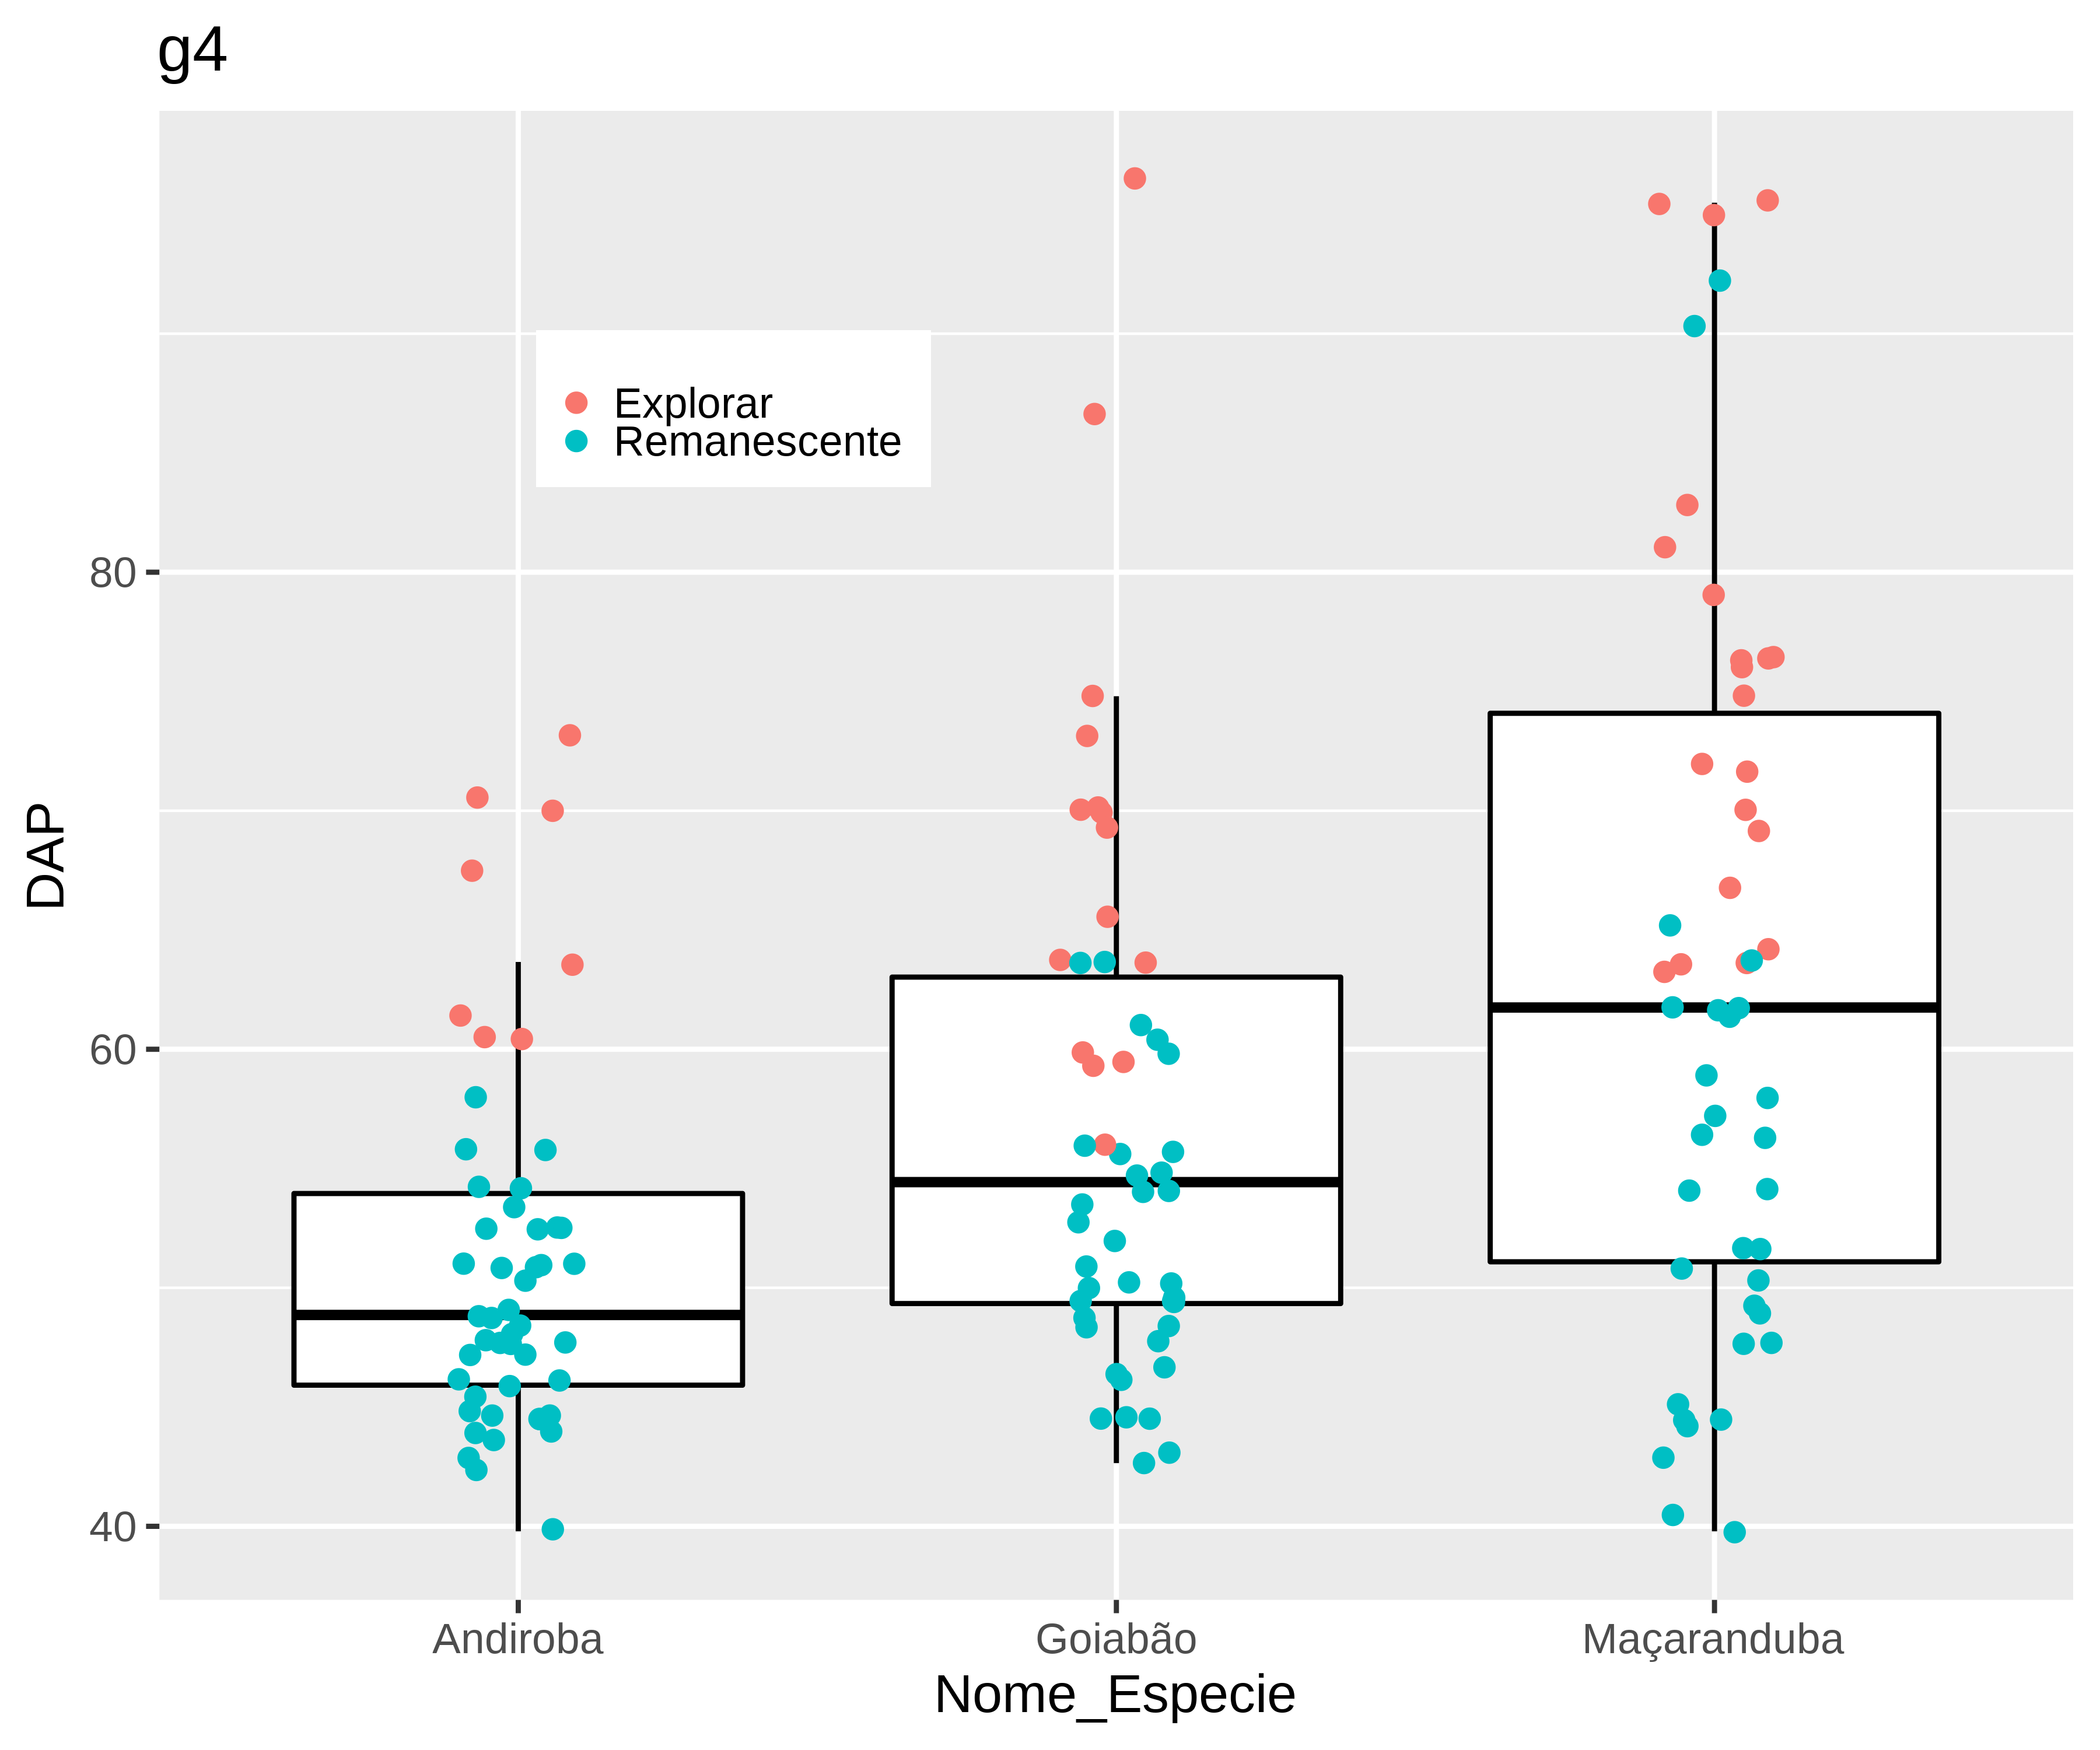 g4
Explorar
Remanescente
80
60
40
DAP
Andiroba Goiabão Maçaranduba
Nome_Especie